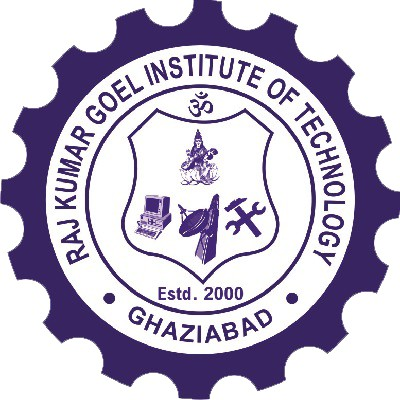 RAJ KUMAR GOEL INSTITUTE OF TECHNOLOGY
ॐ
Estd. 2000
• GHAZIABAD •